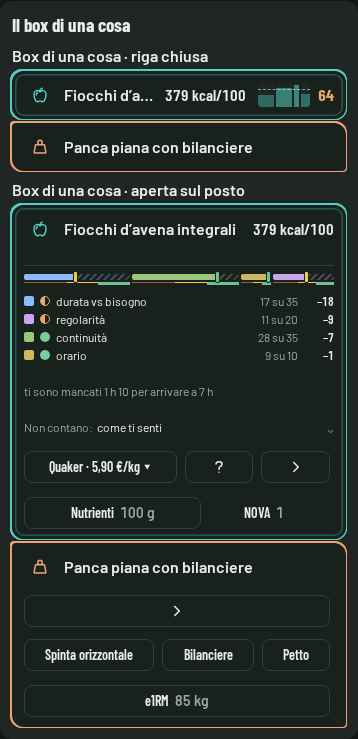 Il box di una cosa
Box di una cosa · riga chiusa
Fiocchi d'a... 379 kcal/100 64
Panca piana con bilanciere
Box di una cosa · aperta sul posto
Fiocchi d'avena integrali 379 kcal/100
durata vs bisogno 17 su 35 −18
regolarità 11 su 20 −9
continuità 28 su 35 −7
orario 9 su 10 −1
ti sono mancati 1 h 10 per arrivare a 7 h
Non contano: come ti senti
Quaker · 5,90 €/kg ▾ ?
Nutrienti 100 g NOVA 1
Panca piana con bilanciere
Spinta orizzontale Bilanciere Petto
e1RM 85 kg